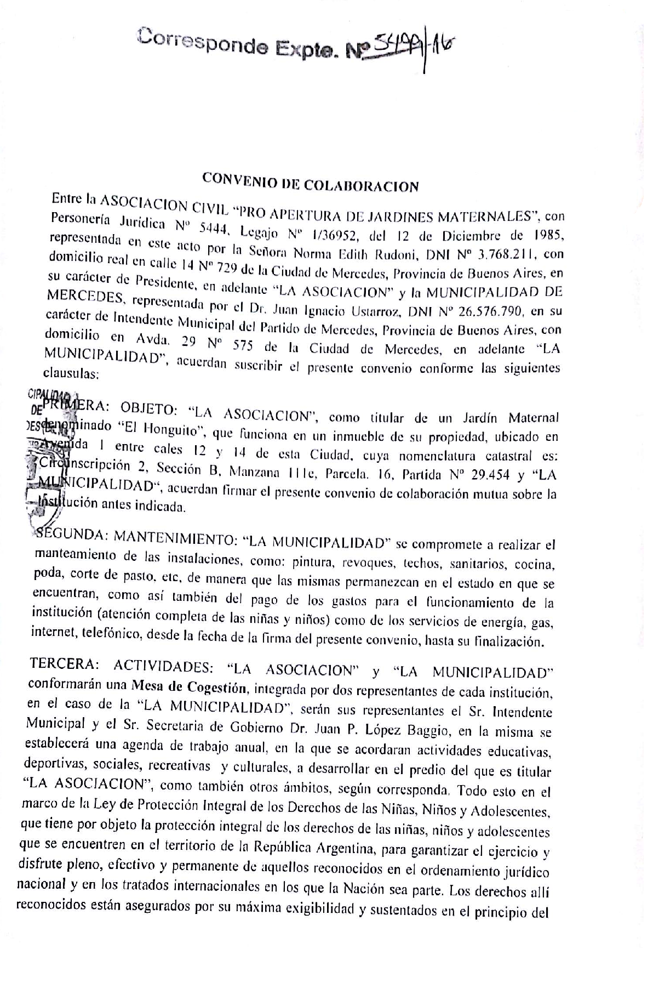 Corresponde Expte. Nº 5499/-16
CONVENIO DE COLABORACION
Entre la ASOCIACION CIVIL “PRO APERTURA DE JARDINES MATERNALES”, con
Personería Jurídica Nº 5444, Legajo Nº 1/36952, del 12 de Diciembre de 1985,
representada en este acto por la Señora Norma Edith Rudoni, DNI Nº 3.768.211, con
domicilio real en calle 14 Nº 729 de la Ciudad de Mercedes, Provincia de Buenos Aires, en
su carácter de Presidente, en adelante “LA ASOCIACION” y la MUNICIPALIDAD DE
MERCEDES, representada por el Dr. Juan Ignacio Ustarroz, DNI Nº 26.576.790, en su
carácter de Intendente Municipal del Partido de Mercedes, Provincia de Buenos Aires, con
domicilio en Avda. 29 Nº 575 de la Ciudad de Mercedes, en adelante “LA
MUNICIPALIDAD”, acuerdan suscribir el presente convenio conforme las siguientes
clausulas:
CIPALIDAD
DE
PRIMERA: OBJETO: “LA ASOCIACION”, como titular de un Jardín Maternal
denominado “El Honguito”, que funciona en un inmueble de su propiedad, ubicado en
Avenida 1 entre cales 12 y 14 de esta Ciudad, cuya nomenclatura catastral es:
Circunscripción 2, Sección B, Manzana 111e, Parcela. 16, Partida Nº 29.454 y “LA
MUNICIPALIDAD“, acuerdan firmar el presente convenio de colaboración mutua sobre la
Institución antes indicada.
SEGUNDA: MANTENIMIENTO: “LA MUNICIPALIDAD” se compromete a realizar el
manteamiento de las instalaciones, como: pintura, revoques, techos, sanitarios, cocina,
poda, corte de pasto, etc, de manera que las mismas permanezcan en el estado en que se
encuentran, como así también del pago de los gastos para el funcionamiento de la
institución (atención completa de las niñas y niños) como de los servicios de energía, gas,
internet, telefónico, desde la fecha de la firma del presente convenio, hasta su finalización.
TERCERA: ACTIVIDADES: “LA ASOCIACION” y “LA MUNICIPALIDAD”
conformarán una Mesa de Cogestión, integrada por dos representantes de cada institución,
en el caso de la “LA MUNICIPALIDAD”, serán sus representantes el Sr. Intendente
Municipal y el Sr. Secretaria de Gobierno Dr. Juan P. López Baggio, en la misma se
establecerá una agenda de trabajo anual, en la que se acordaran actividades educativas,
deportivas, sociales, recreativas y culturales, a desarrollar en el predio del que es titular
“LA ASOCIACION”, como también otros ámbitos, según corresponda. Todo esto en el
marco de la Ley de Protección Integral de los Derechos de las Niñas, Niños y Adolescentes,
que tiene por objeto la protección integral de los derechos de las niñas, niños y adolescentes
que se encuentren en el territorio de la República Argentina, para garantizar el ejercicio y
disfrute pleno, efectivo y permanente de aquellos reconocidos en el ordenamiento jurídico
nacional y en los tratados internacionales en los que la Nación sea parte. Los derechos allí
reconocidos están asegurados por su máxima exigibilidad y sustentados en el principio del